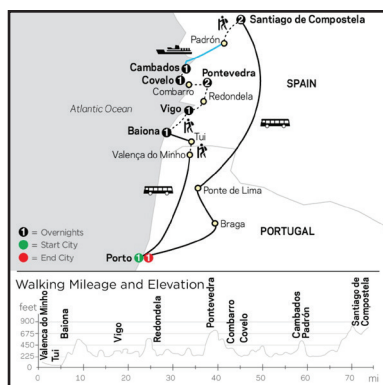 2 Santiago de Compostela
Padrón
Cambados 1
Covelo 1
Combarro
Pontevedra
2
Redondela
SPAIN
Atlantic Ocean
Vigo 1
Baiona 1
Tui
Valença do Minho
Ponte de Lima
Braga
PORTUGAL
1 = Overnights
1 = Start City
1 = End City
Porto 1 1
Walking Mileage and Elevation
feet
900
675
450
225
0
Valença do Minho
Tui
Baiona
Vigo
Redondela
Pontevedra
Combarro
Covelo
Cambados
Padrón
Santiago de
Compostela
0 10 20 30 40 50 60 70 mi